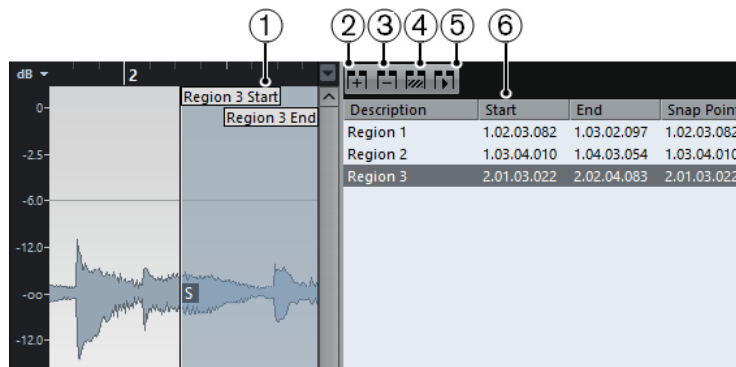 1 2 3 4 5 6
dB 2
Region 3 Start
Region 3 End
0
-2.5
-6.0
-12.0
-oo
-12.0
S
Description Start End Snap Poin
Region 1 1.02.03.082 1.03.02.097 1.02.03.082
Region 2 1.03.04.010 1.04.03.054 1.03.04.010
Region 3 2.01.03.022 2.02.04.083 2.01.03.022